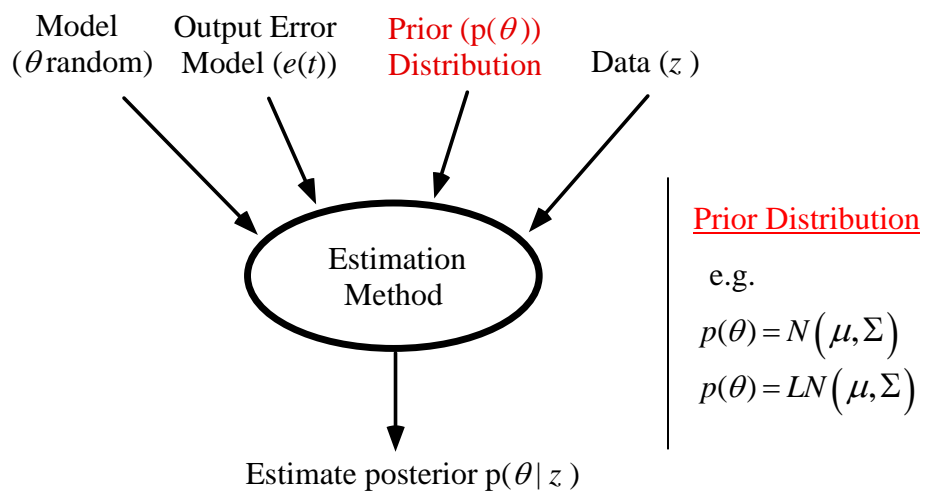 Model
(θ random)
Output Error
Model (e(t))
Prior (p(θ))
Distribution
Data (z )
Estimation
Method
Estimate posterior p(θ | z )
Prior Distribution
e.g.
p(θ) = N(μ,Σ)
p(θ) = LN(μ,Σ)